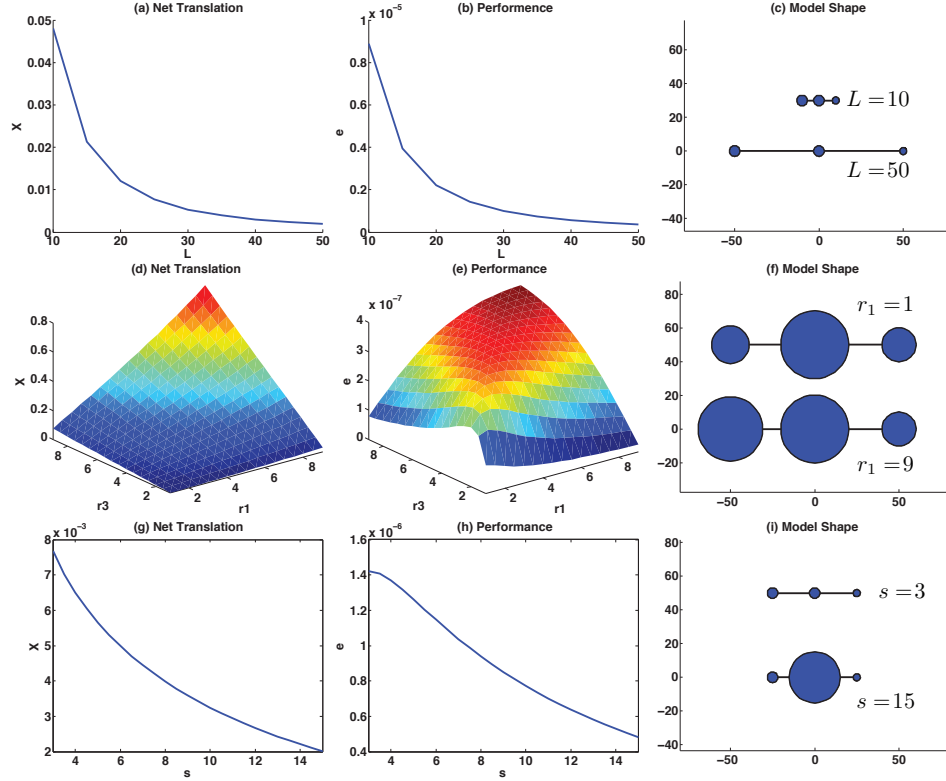 (a) Net Translation
(b) Performence
(c) Model Shape
0.05
0.04
0.03
0.02
0.01
0
X
10 20 30 40 50
L
1 x 10^-5
0.8
0.6
0.4
0.2
0
e
10 20 30 40 50
L
60
40
20
0
−20
−40
−50 0 50
L = 10
L = 50
(d) Net Translation
(e) Performance
(f) Model Shape
0.8
0.6
0.4
0.2
0
X
8 6 4 2
r3
2 4 6 8
r1
x 10^-7
4
3
2
1
0
e
8 6 4 2
r3
2 4 6 8
r1
80
60
40
20
0
−20
−50 0 50
r1 = 1
r1 = 9
(g) Net Translation
(h) Performance
(i) Model Shape
x 10^-3
8
7
6
5
4
3
2
X
4 6 8 10 12 14
s
x 10^-6
1.6
1.4
1.2
1
0.8
0.6
0.4
e
4 6 8 10 12 14
s
80
60
40
20
0
−20
−40
−50 0 50
s = 3
s = 15